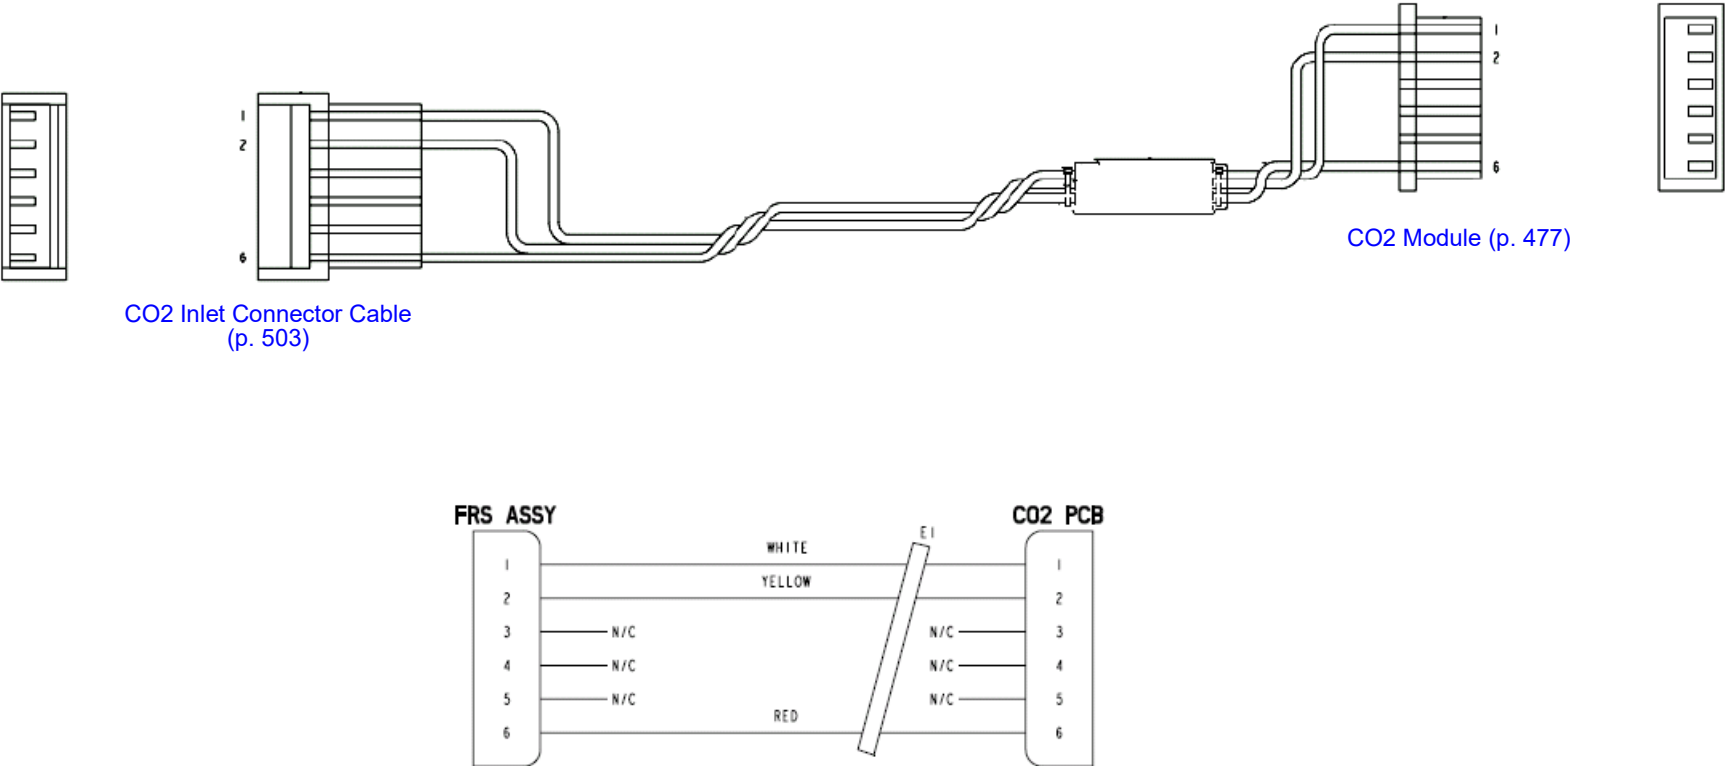 1
2
6
1
2
6
CO2 Module (p. 477)
CO2 Inlet Connector Cable
(p. 503)
FRS ASSY
CO2 PCB
E1
WHITE
1
1
YELLOW
2
2
3
N/C
N/C
3
4
N/C
N/C
4
5
N/C
N/C
5
RED
6
6